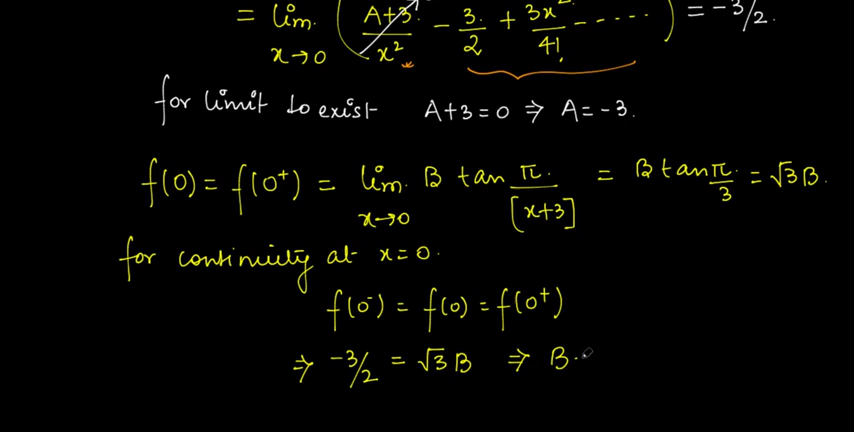 = lim x→0 ( A+3/x² - 3/2 + 3x²/4! - ----- ) = -3/2.
for limit to exist A+3=0 ⇒ A=-3.
f(0) = f(0⁺) = lim x→0 B tan π/[x+3] = B tan π/3 = √3B.
for continuity at x=0.
f(0⁻) = f(0) = f(0⁺)
⇒ -3/2 = √3 B ⇒ B